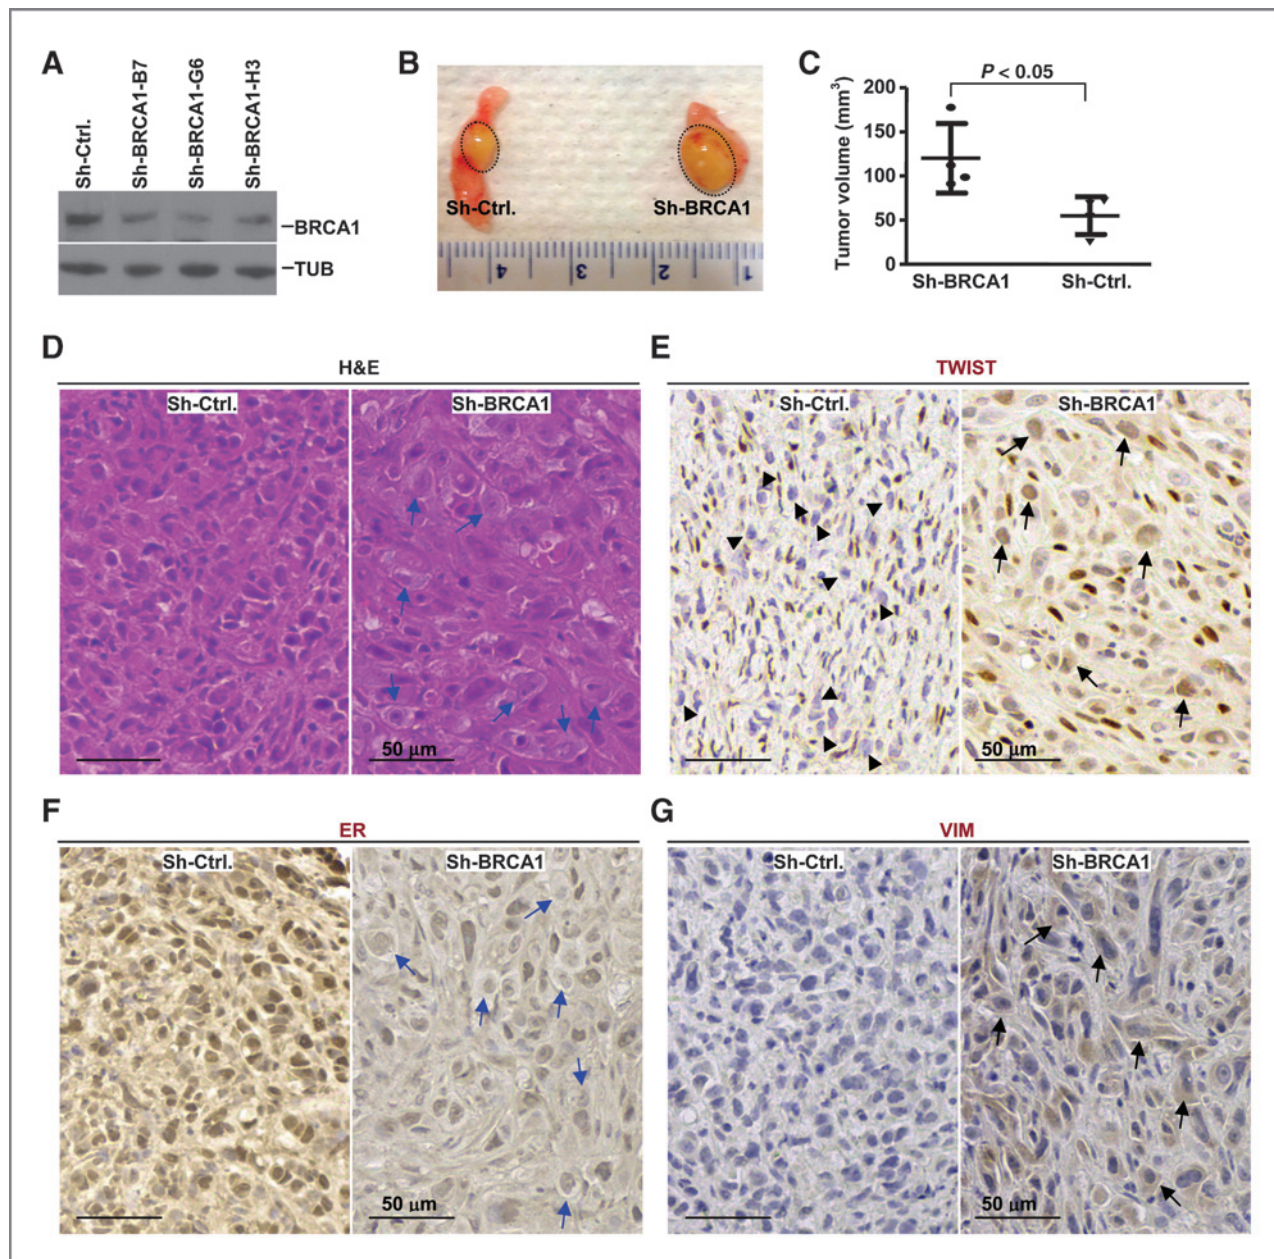 A
Sh-Ctrl.
Sh-BRCA1-B7
Sh-BRCA1-G6
Sh-BRCA1-H3
BRCA1
TUB
B
Sh-Ctrl.
Sh-BRCA1
4 3 2 1
C
P < 0.05
Tumor volume (mm³)
200
150
100
50
0
Sh-BRCA1 Sh-Ctrl.
D
H&E
Sh-Ctrl. Sh-BRCA1
50 μm
E
TWIST
Sh-Ctrl. Sh-BRCA1
50 μm
F
ER
Sh-Ctrl. Sh-BRCA1
50 μm
G
VIM
Sh-Ctrl. Sh-BRCA1
50 μm